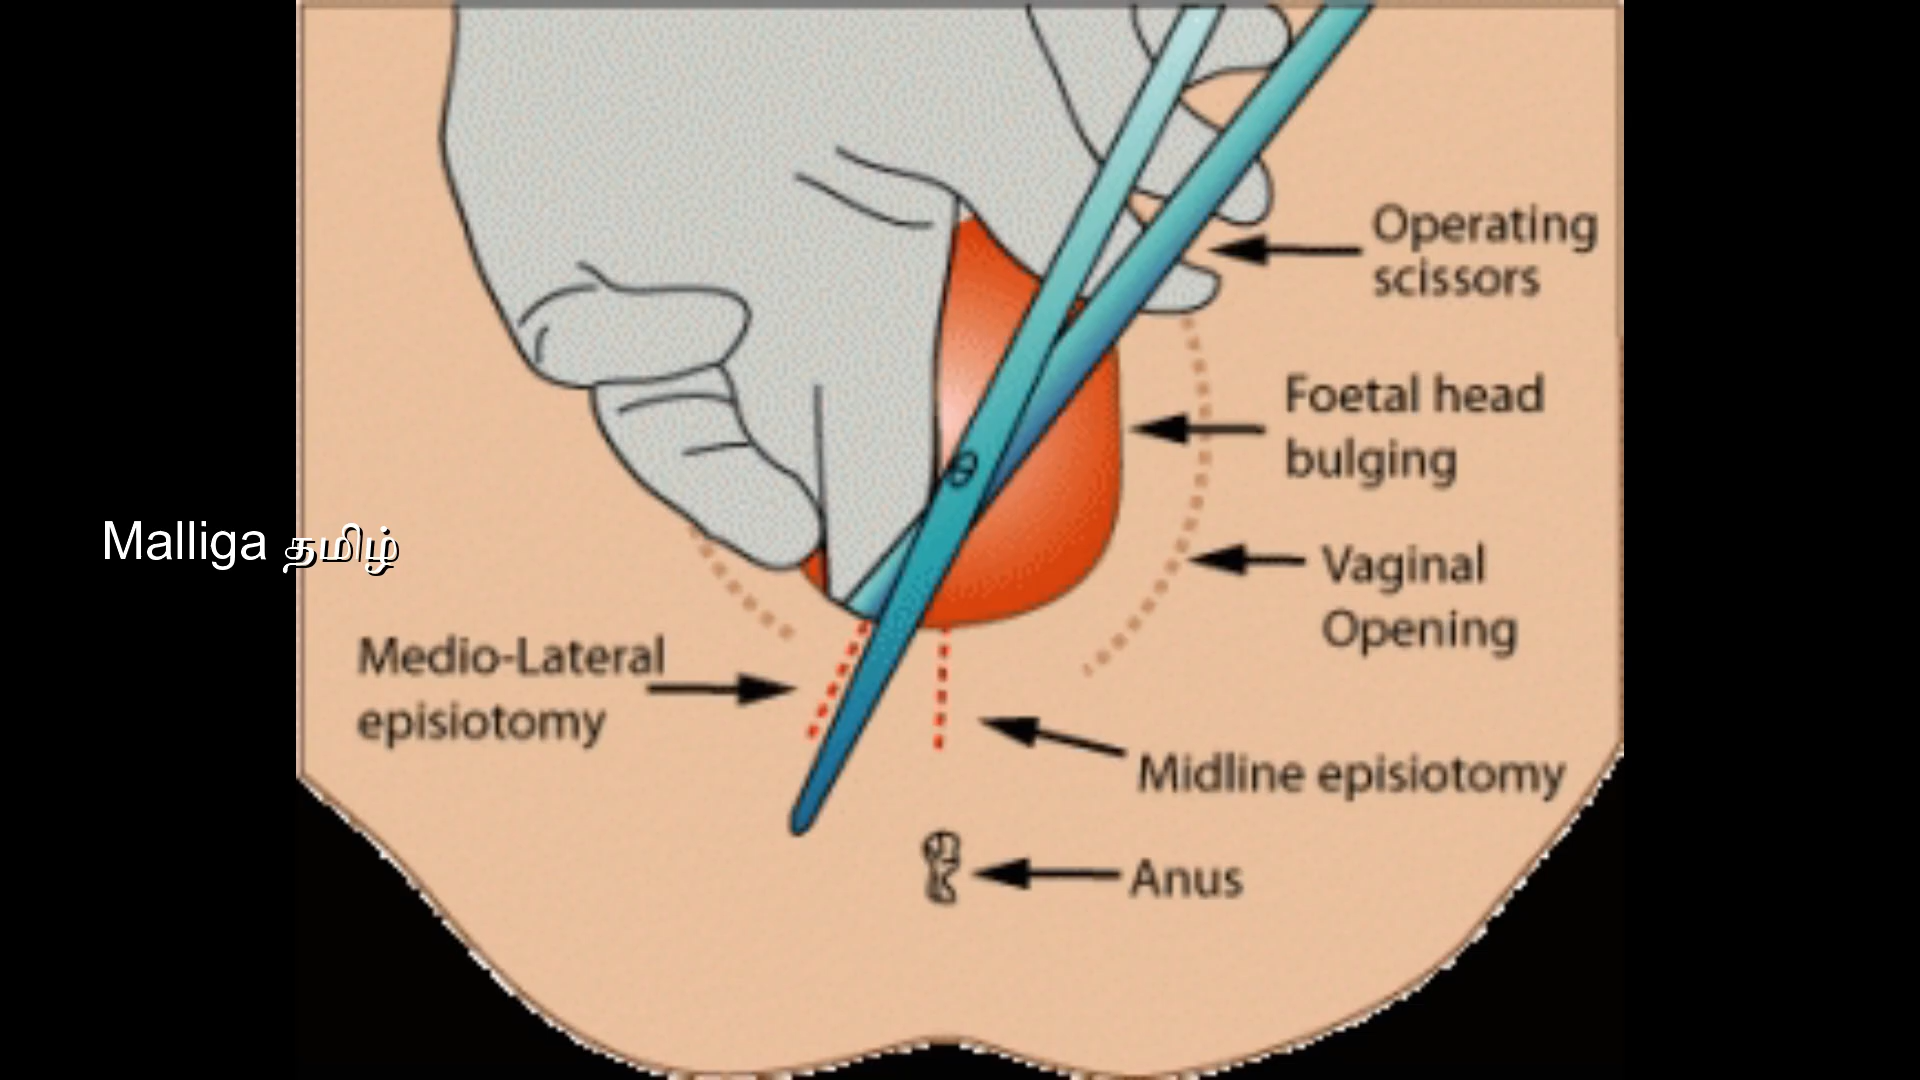 Operating
scissors
Foetal head
bulging
Malliga தமிழ்
Vaginal
Opening
Medio-Lateral
episiotomy
Midline episiotomy
Anus